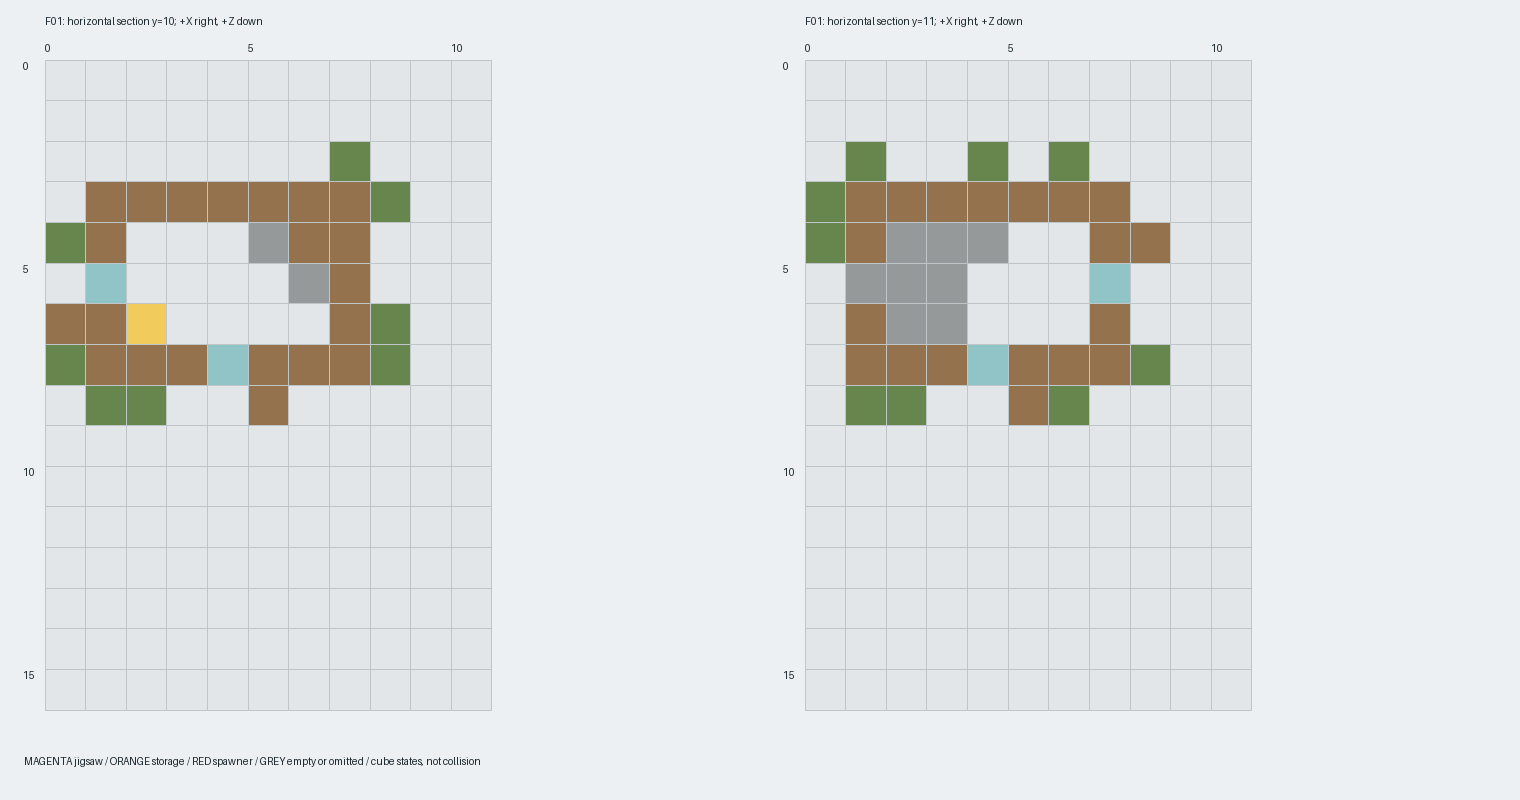 F01: horizontal section y=10; +X right, +Z down
F01: horizontal section y=11; +X right, +Z down
0 5 10
0 5 10
0
0
5
5
10
10
15
15
MAGENTA jigsaw / ORANGE storage / RED spawner / GREY empty or omitted / cube states, not collision